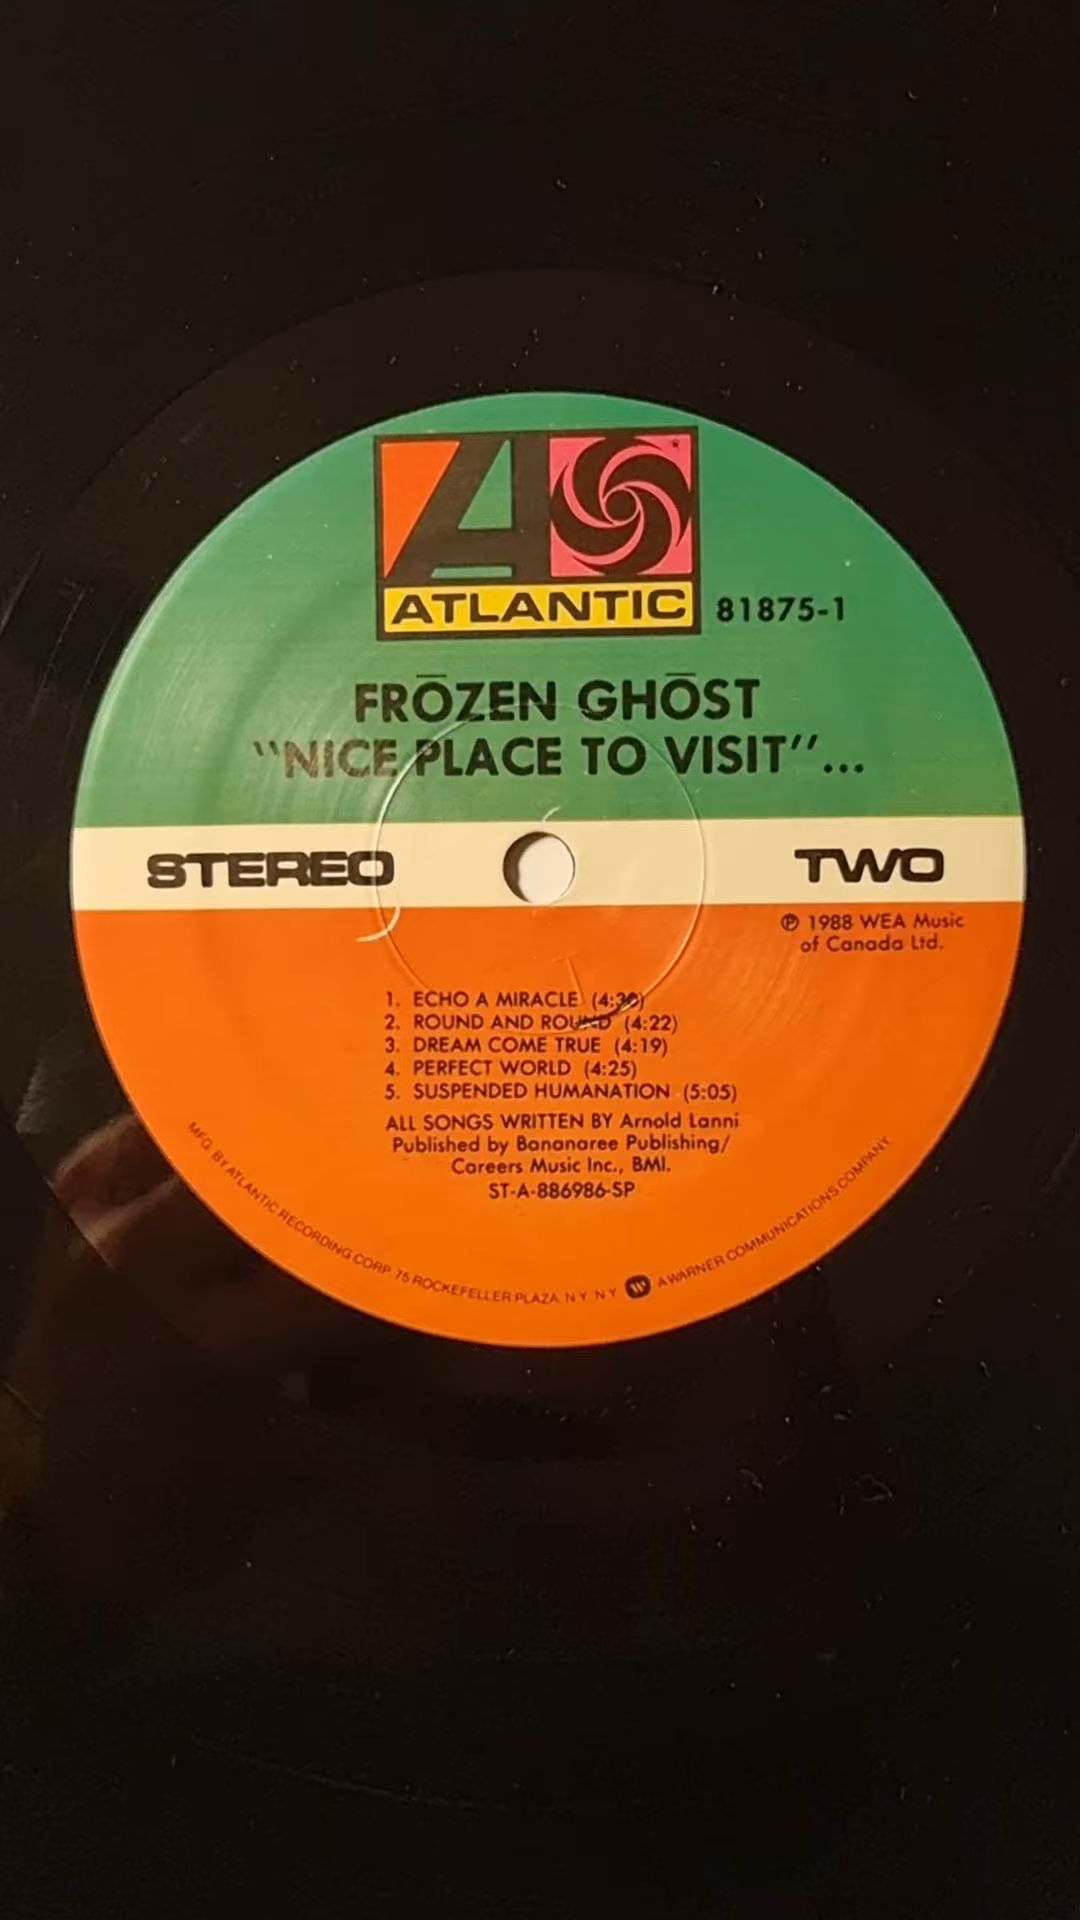 ATLANTIC
81875-1
FRŌZEN GHŌST
"NICE PLACE TO VISIT"...
STEREO
TWO
℗ 1988 WEA Music
of Canada Ltd.
1. ECHO A MIRACLE (4:30)
2. ROUND AND ROUND (4:22)
3. DREAM COME TRUE (4:19)
4. PERFECT WORLD (4:25)
5. SUSPENDED HUMANATION (5:05)
ALL SONGS WRITTEN BY Arnold Lanni
Published by Bananaree Publishing/
Careers Music Inc., BMI.
ST-A-886986-SP
MFG. BY ATLANTIC RECORDING CORP. 75 ROCKEFELLER PLAZA. N.Y. N.Y. A WARNER COMMUNICATIONS COMPANY